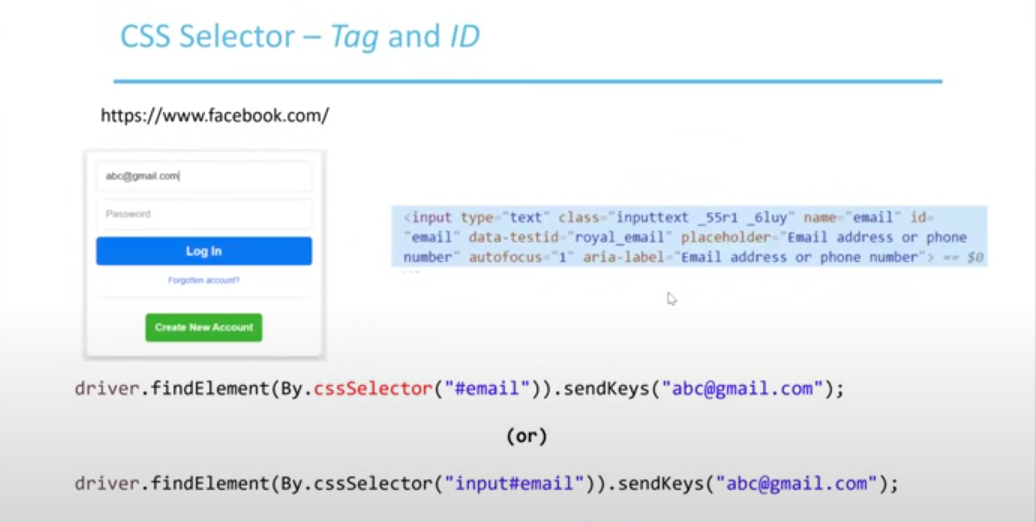 CSS Selector – Tag and ID
https://www.facebook.com/
abc@gmail.com
Password
Log In
Forgotten account?
Create New Account
<input type="text" class="inputtext _55r1 _6luy" name="email" id=
"email" data-testid="royal_email" placeholder="Email address or phone
number" autofocus="1" aria-label="Email address or phone number"> == $0
...
driver.findElement(By.cssSelector("#email")).sendKeys("abc@gmail.com");
(or)
driver.findElement(By.cssSelector("input#email")).sendKeys("abc@gmail.com");